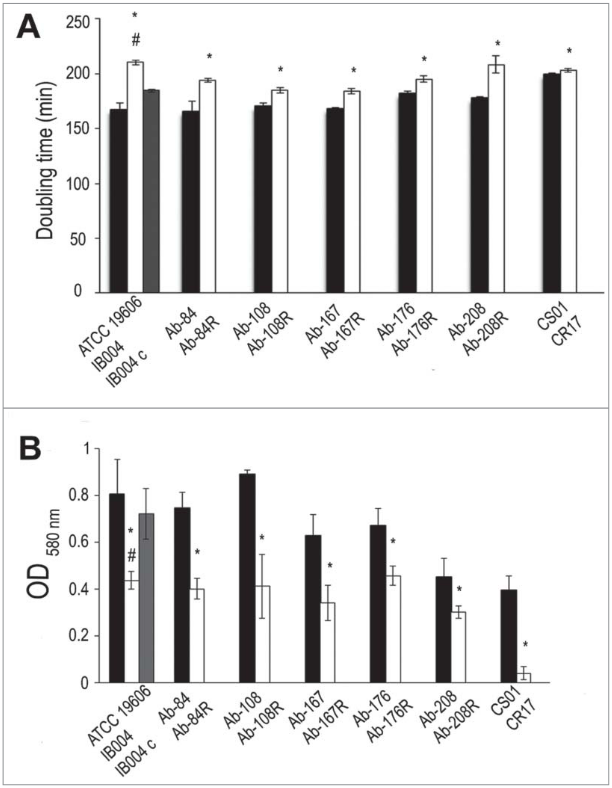 A
250
200
150
100
50
0
Doubling time (min)
*
#
*
*
*
*
*
*
ATCC 19606
IB004
IB004 c
Ab-84
Ab-84R
Ab-108
Ab-108R
Ab-167
Ab-167R
Ab-176
Ab-176R
Ab-208
Ab-208R
CS01
CR17
B
1
0.8
0.6
0.4
0.2
0
OD 580 nm
*
#
*
*
*
*
*
*
ATCC 19606
IB004
IB004 c
Ab-84
Ab-84R
Ab-108
Ab-108R
Ab-167
Ab-167R
Ab-176
Ab-176R
Ab-208
Ab-208R
CS01
CR17